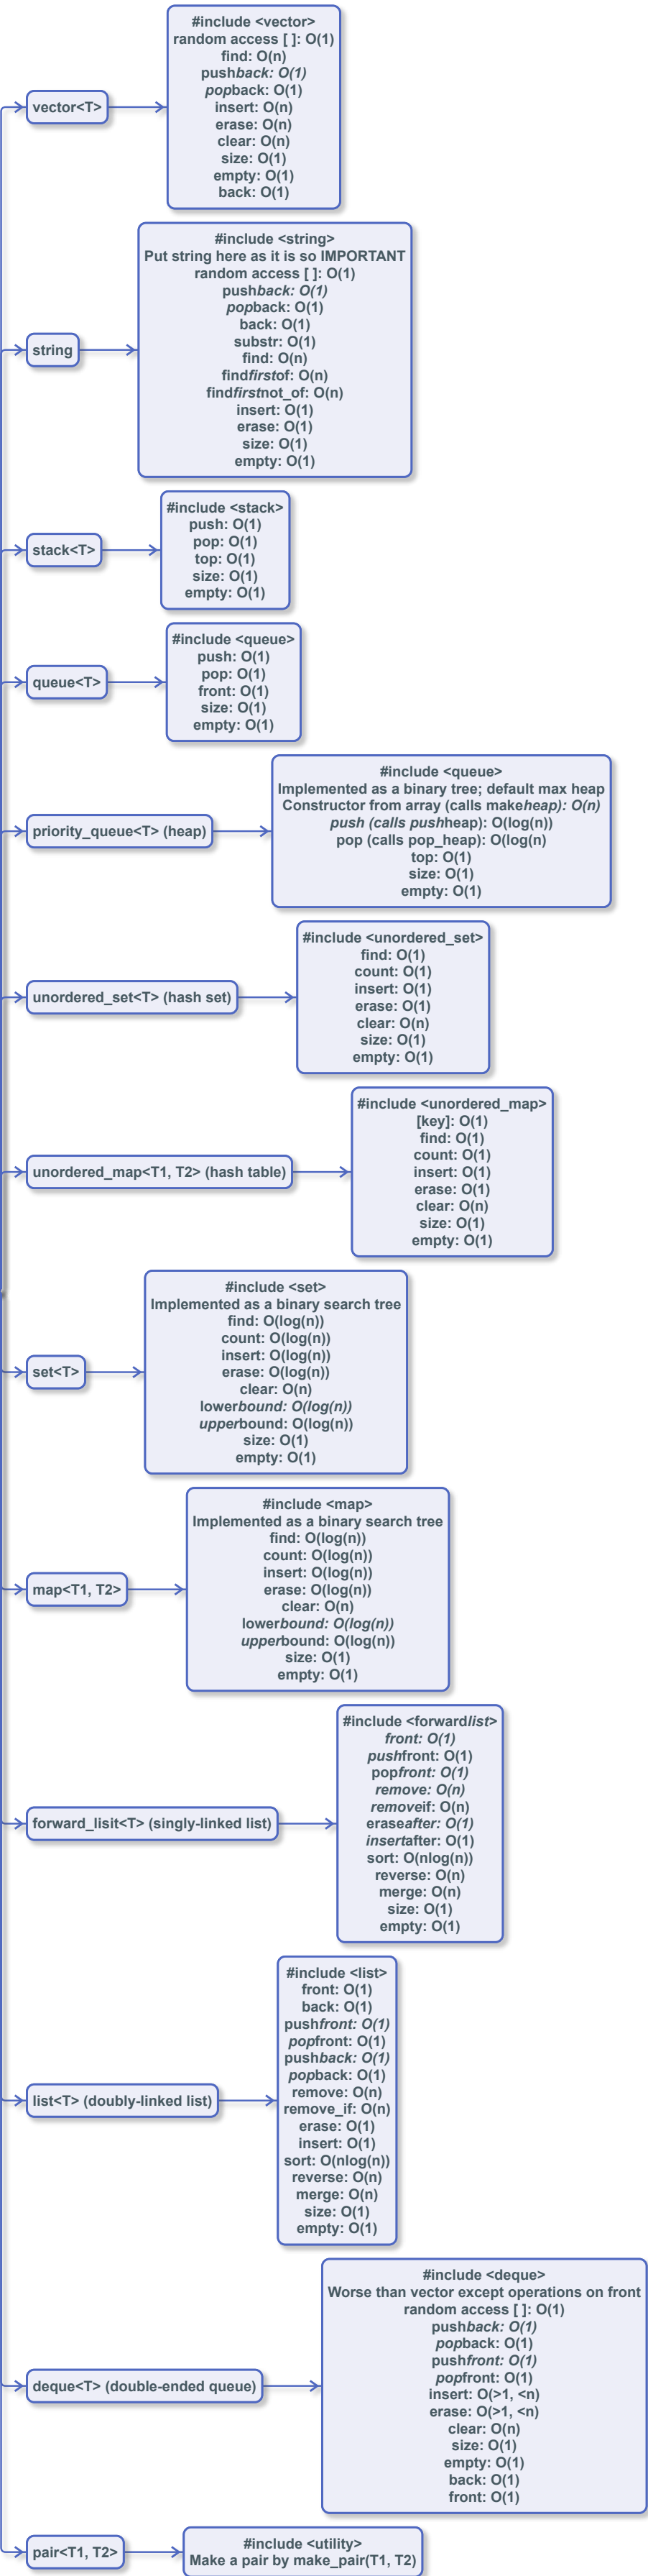 vector<T>
#include <vector>
random access [ ]: O(1)
find: O(n)
pushback: O(1)
popback: O(1)
insert: O(n)
erase: O(n)
clear: O(n)
size: O(1)
empty: O(1)
back: O(1)
string
#include <string>
Put string here as it is so IMPORTANT
random access [ ]: O(1)
pushback: O(1)
popback: O(1)
back: O(1)
substr: O(1)
find: O(n)
findfirstof: O(n)
findfirstnot_of: O(n)
insert: O(1)
erase: O(1)
size: O(1)
empty: O(1)
stack<T>
#include <stack>
push: O(1)
pop: O(1)
top: O(1)
size: O(1)
empty: O(1)
queue<T>
#include <queue>
push: O(1)
pop: O(1)
front: O(1)
size: O(1)
empty: O(1)
priority_queue<T> (heap)
#include <queue>
Implemented as a binary tree; default max heap
Constructor from array (calls makeheap): O(n)
push (calls pushheap): O(log(n))
pop (calls pop_heap): O(log(n)
top: O(1)
size: O(1)
empty: O(1)
unordered_set<T> (hash set)
#include <unordered_set>
find: O(1)
count: O(1)
insert: O(1)
erase: O(1)
clear: O(n)
size: O(1)
empty: O(1)
unordered_map<T1, T2> (hash table)
#include <unordered_map>
[key]: O(1)
find: O(1)
count: O(1)
insert: O(1)
erase: O(1)
clear: O(n)
size: O(1)
empty: O(1)
set<T>
#include <set>
Implemented as a binary search tree
find: O(log(n))
count: O(log(n))
insert: O(log(n))
erase: O(log(n))
clear: O(n)
lowerbound: O(log(n))
upperbound: O(log(n))
size: O(1)
empty: O(1)
map<T1, T2>
#include <map>
Implemented as a binary search tree
find: O(log(n))
count: O(log(n))
insert: O(log(n))
erase: O(log(n))
clear: O(n)
lowerbound: O(log(n))
upperbound: O(log(n))
size: O(1)
empty: O(1)
forward_lisit<T> (singly-linked list)
#include <forwardlist>
front: O(1)
pushfront: O(1)
popfront: O(1)
remove: O(n)
removeif: O(n)
eraseafter: O(1)
insertafter: O(1)
sort: O(nlog(n))
reverse: O(n)
merge: O(n)
size: O(1)
empty: O(1)
list<T> (doubly-linked list)
#include <list>
front: O(1)
back: O(1)
pushfront: O(1)
popfront: O(1)
pushback: O(1)
popback: O(1)
remove: O(n)
remove_if: O(n)
erase: O(1)
insert: O(1)
sort: O(nlog(n))
reverse: O(n)
merge: O(n)
size: O(1)
empty: O(1)
deque<T> (double-ended queue)
#include <deque>
Worse than vector except operations on front
random access [ ]: O(1)
pushback: O(1)
popback: O(1)
pushfront: O(1)
popfront: O(1)
insert: O(>1, <n)
erase: O(>1, <n)
clear: O(n)
size: O(1)
empty: O(1)
back: O(1)
front: O(1)
pair<T1, T2>
#include <utility>
Make a pair by make_pair(T1, T2)